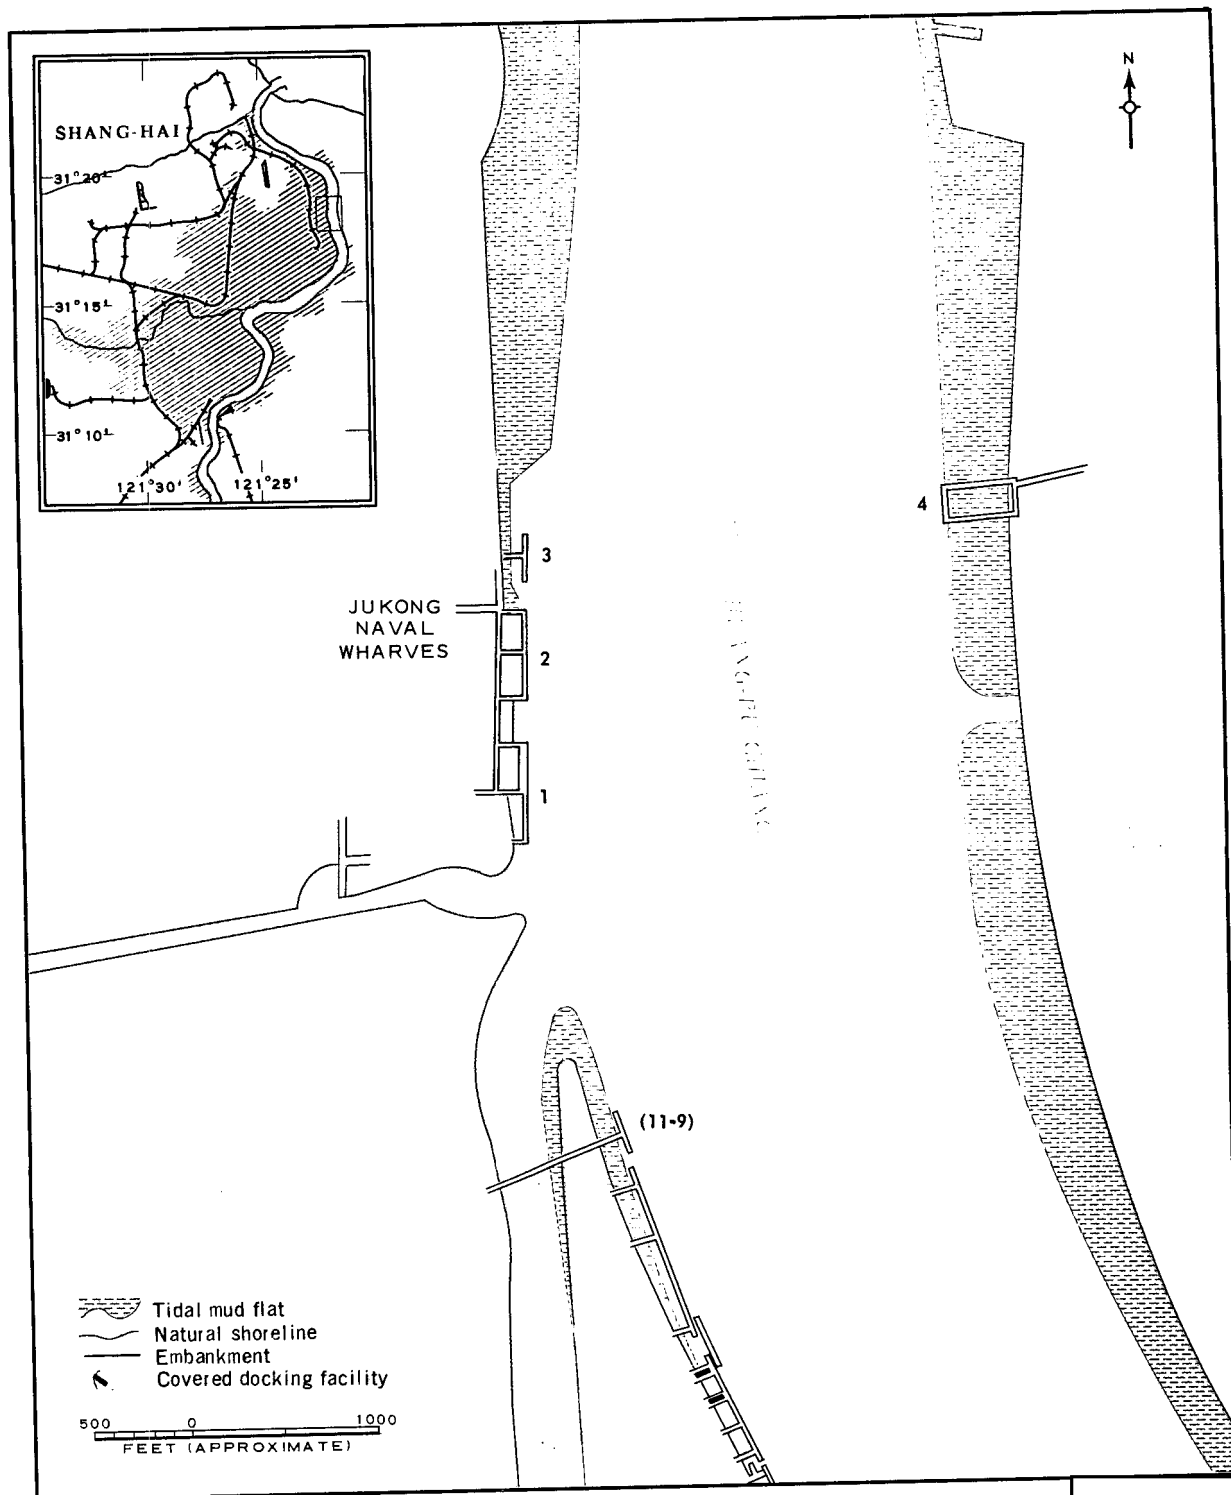 N
SHANG-HAI
31°20'
31°15'
31°10'
121°30'
121°25'
4
3
JUKONG
NAVAL
WHARVES
2
1
(11-9)
Tidal mud flat
Natural shoreline
Embankment
Covered docking facility
500
0
1000
FEET (APPROXIMATE)